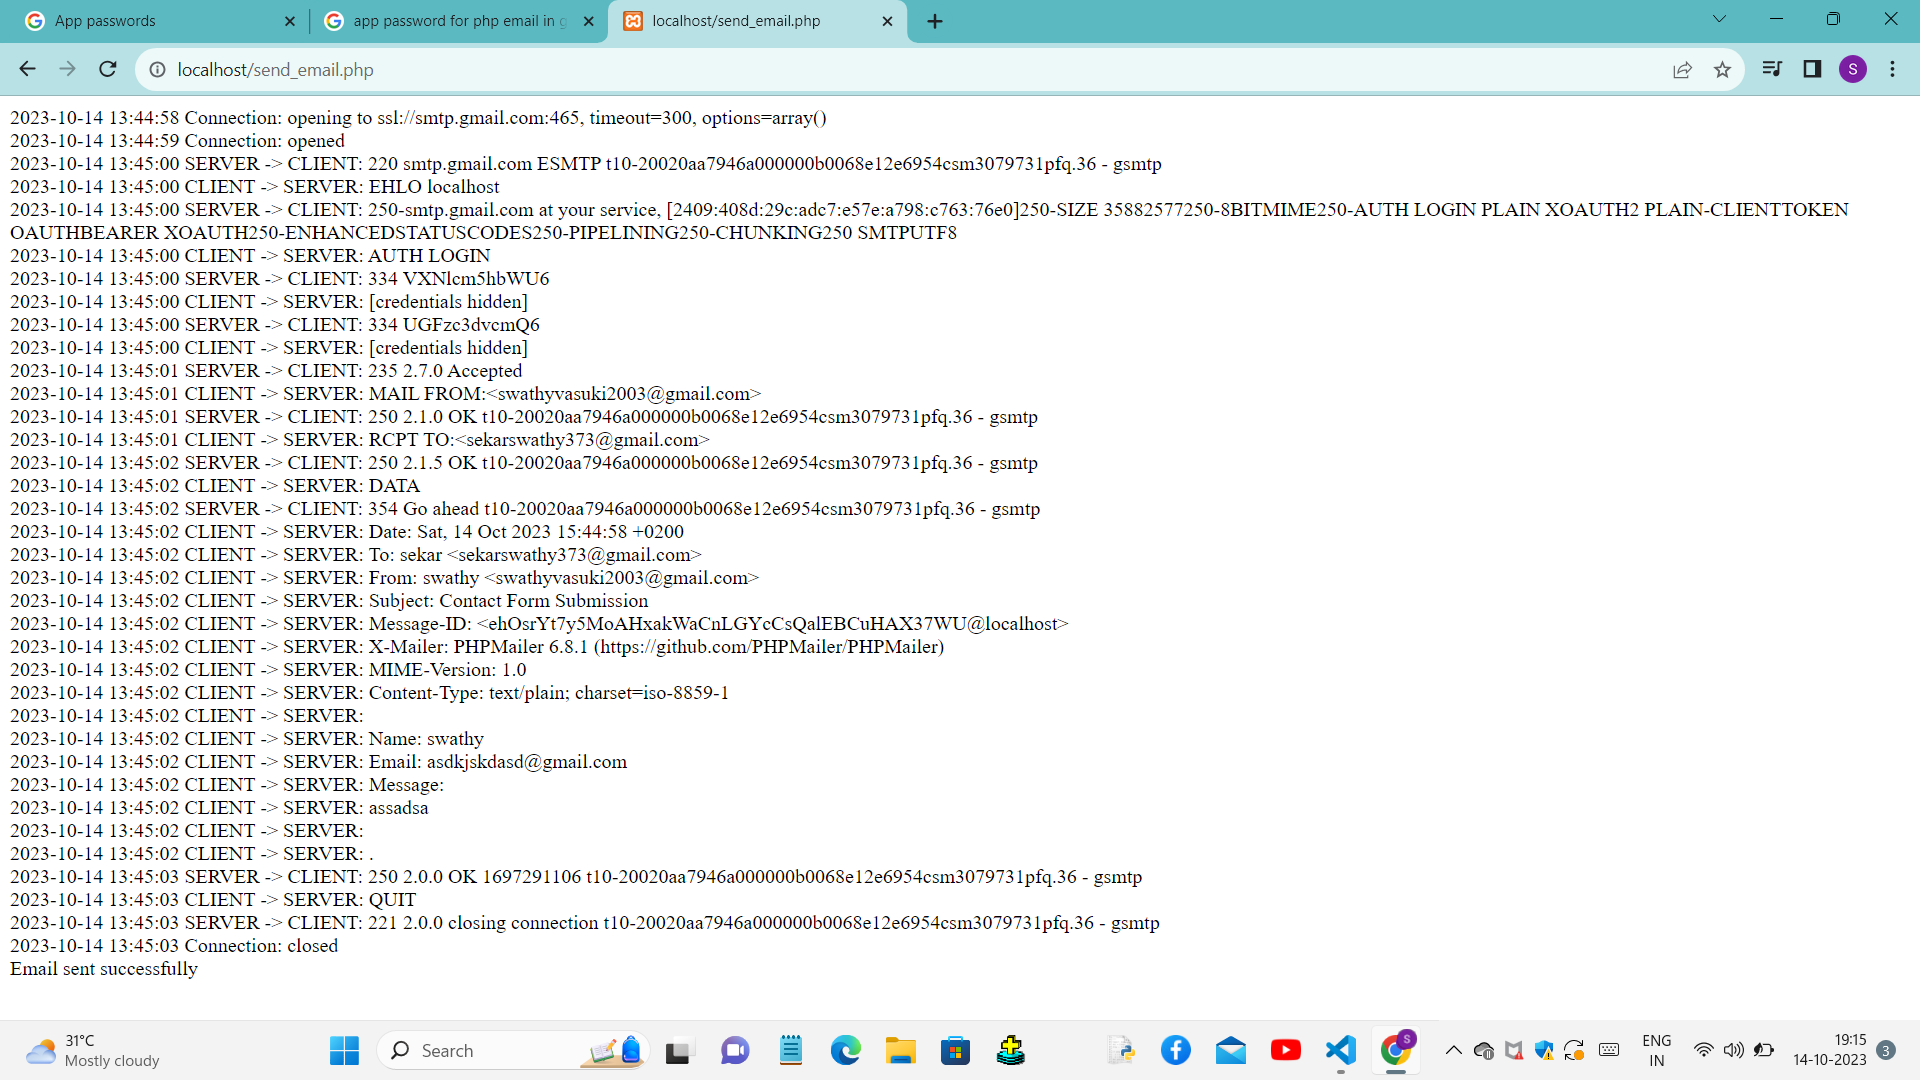 App passwords
app password for php email in g
localhost/send_email.php
localhost/send_email.php
S
2023-10-14 13:44:58 Connection: opening to ssl://smtp.gmail.com:465, timeout=300, options=array()
2023-10-14 13:44:59 Connection: opened
2023-10-14 13:45:00 SERVER -> CLIENT: 220 smtp.gmail.com ESMTP t10-20020aa7946a000000b0068e12e6954csm3079731pfq.36 - gsmtp
2023-10-14 13:45:00 CLIENT -> SERVER: EHLO localhost
2023-10-14 13:45:00 SERVER -> CLIENT: 250-smtp.gmail.com at your service, [2409:408d:29c:adc7:e57e:a798:c763:76e0]250-SIZE 35882577250-8BITMIME250-AUTH LOGIN PLAIN XOAUTH2 PLAIN-CLIENTTOKEN
OAUTHBEARER XOAUTH250-ENHANCEDSTATUSCODES250-PIPELINING250-CHUNKING250 SMTPUTF8
2023-10-14 13:45:00 CLIENT -> SERVER: AUTH LOGIN
2023-10-14 13:45:00 SERVER -> CLIENT: 334 VXNlcm5hbWU6
2023-10-14 13:45:00 CLIENT -> SERVER: [credentials hidden]
2023-10-14 13:45:00 SERVER -> CLIENT: 334 UGFzc3dvcmQ6
2023-10-14 13:45:00 CLIENT -> SERVER: [credentials hidden]
2023-10-14 13:45:01 SERVER -> CLIENT: 235 2.7.0 Accepted
2023-10-14 13:45:01 CLIENT -> SERVER: MAIL FROM:<swathyvasuki2003@gmail.com>
2023-10-14 13:45:01 SERVER -> CLIENT: 250 2.1.0 OK t10-20020aa7946a000000b0068e12e6954csm3079731pfq.36 - gsmtp
2023-10-14 13:45:01 CLIENT -> SERVER: RCPT TO:<sekarswathy373@gmail.com>
2023-10-14 13:45:02 SERVER -> CLIENT: 250 2.1.5 OK t10-20020aa7946a000000b0068e12e6954csm3079731pfq.36 - gsmtp
2023-10-14 13:45:02 CLIENT -> SERVER: DATA
2023-10-14 13:45:02 SERVER -> CLIENT: 354 Go ahead t10-20020aa7946a000000b0068e12e6954csm3079731pfq.36 - gsmtp
2023-10-14 13:45:02 CLIENT -> SERVER: Date: Sat, 14 Oct 2023 15:44:58 +0200
2023-10-14 13:45:02 CLIENT -> SERVER: To: sekar <sekarswathy373@gmail.com>
2023-10-14 13:45:02 CLIENT -> SERVER: From: swathy <swathyvasuki2003@gmail.com>
2023-10-14 13:45:02 CLIENT -> SERVER: Subject: Contact Form Submission
2023-10-14 13:45:02 CLIENT -> SERVER: Message-ID: <ehOsrYt7y5MoAHxakWaCnLGYcCsQalEBCuHAX37WU@localhost>
2023-10-14 13:45:02 CLIENT -> SERVER: X-Mailer: PHPMailer 6.8.1 (https://github.com/PHPMailer/PHPMailer)
2023-10-14 13:45:02 CLIENT -> SERVER: MIME-Version: 1.0
2023-10-14 13:45:02 CLIENT -> SERVER: Content-Type: text/plain; charset=iso-8859-1
2023-10-14 13:45:02 CLIENT -> SERVER:
2023-10-14 13:45:02 CLIENT -> SERVER: Name: swathy
2023-10-14 13:45:02 CLIENT -> SERVER: Email: asdkjskdasd@gmail.com
2023-10-14 13:45:02 CLIENT -> SERVER: Message:
2023-10-14 13:45:02 CLIENT -> SERVER: assadsa
2023-10-14 13:45:02 CLIENT -> SERVER:
2023-10-14 13:45:02 CLIENT -> SERVER: .
2023-10-14 13:45:03 SERVER -> CLIENT: 250 2.0.0 OK 1697291106 t10-20020aa7946a000000b0068e12e6954csm3079731pfq.36 - gsmtp
2023-10-14 13:45:03 CLIENT -> SERVER: QUIT
2023-10-14 13:45:03 SERVER -> CLIENT: 221 2.0.0 closing connection t10-20020aa7946a000000b0068e12e6954csm3079731pfq.36 - gsmtp
2023-10-14 13:45:03 Connection: closed
Email sent successfully
31°C
Mostly cloudy
Search
S
ENG
IN
19:15
14-10-2023
3